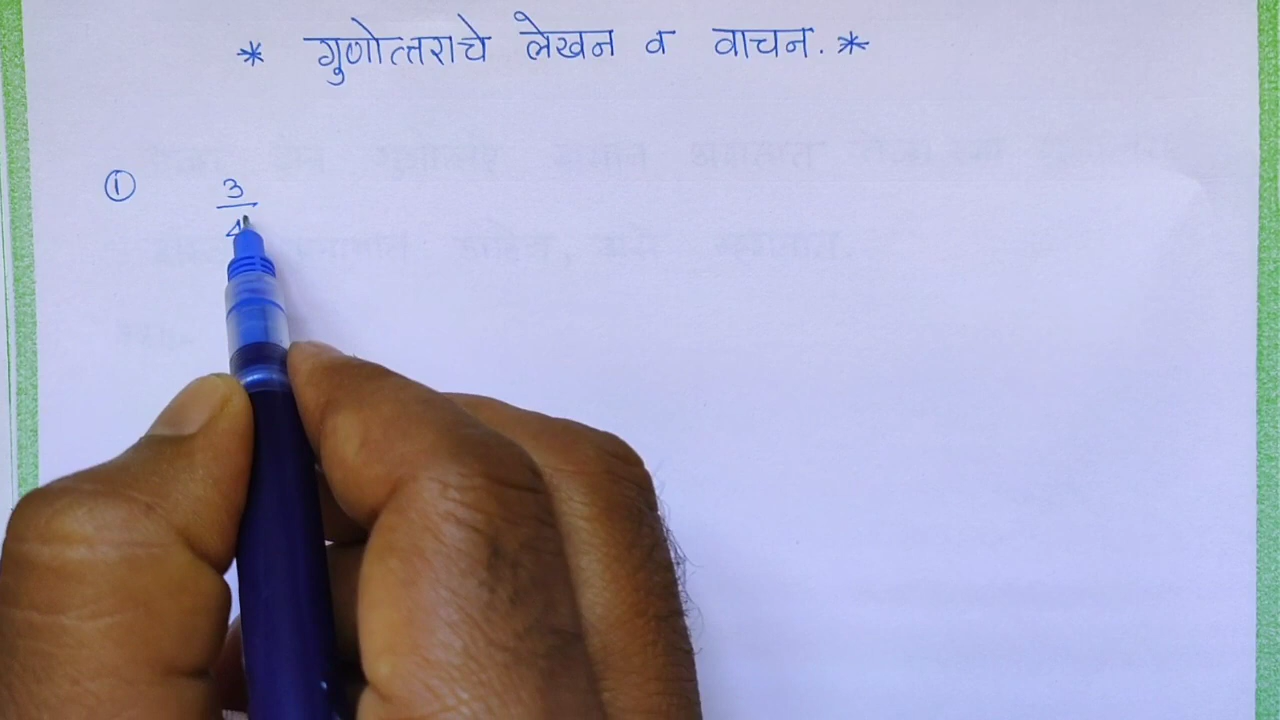 * गुणोत्तराचे लेखन व वाचन. *
① 3/4